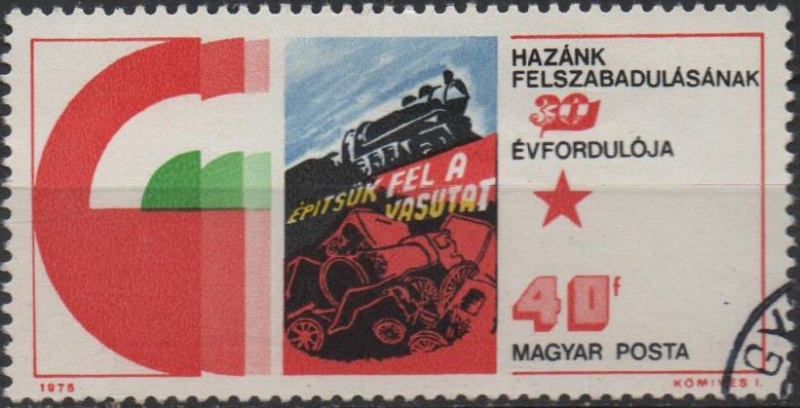 HAZÁNK
FELSZABADULÁSÁNAK
30
ÉVFORDULÓJA
ÉPITSÜK FEL A
VASUTAT
40f
MAGYAR POSTA
1975
KÖMIVES I.